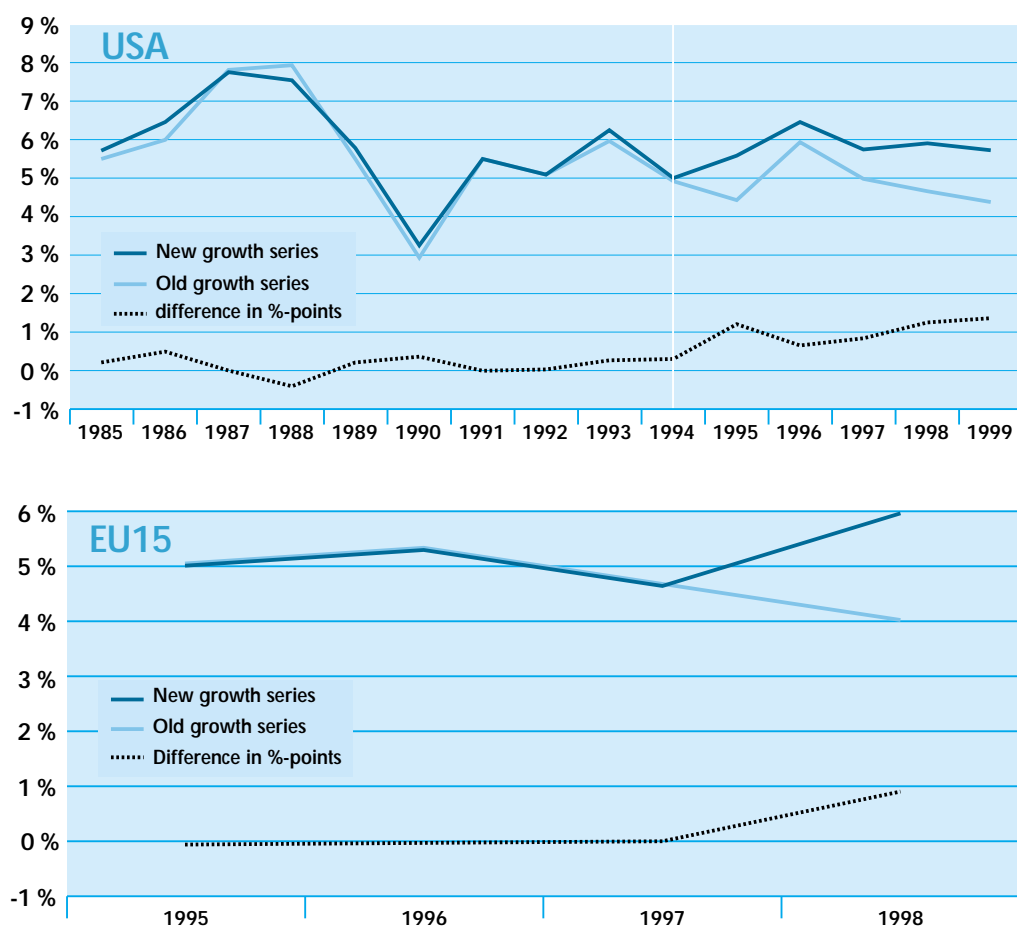 9 %
USA
8 %
7 %
6 %
5 %
4 %
3 %
2 %
1 %
0 %
-1 %
New growth series
Old growth series
difference in %-points
1985 1986 1987 1988 1989 1990 1991 1992 1993 1994 1995 1996 1997 1998 1999
6 %
EU15
5 %
4 %
3 %
2 %
1 %
0 %
-1 %
New growth series
Old growth series
Difference in %-points
1995 1996 1997 1998